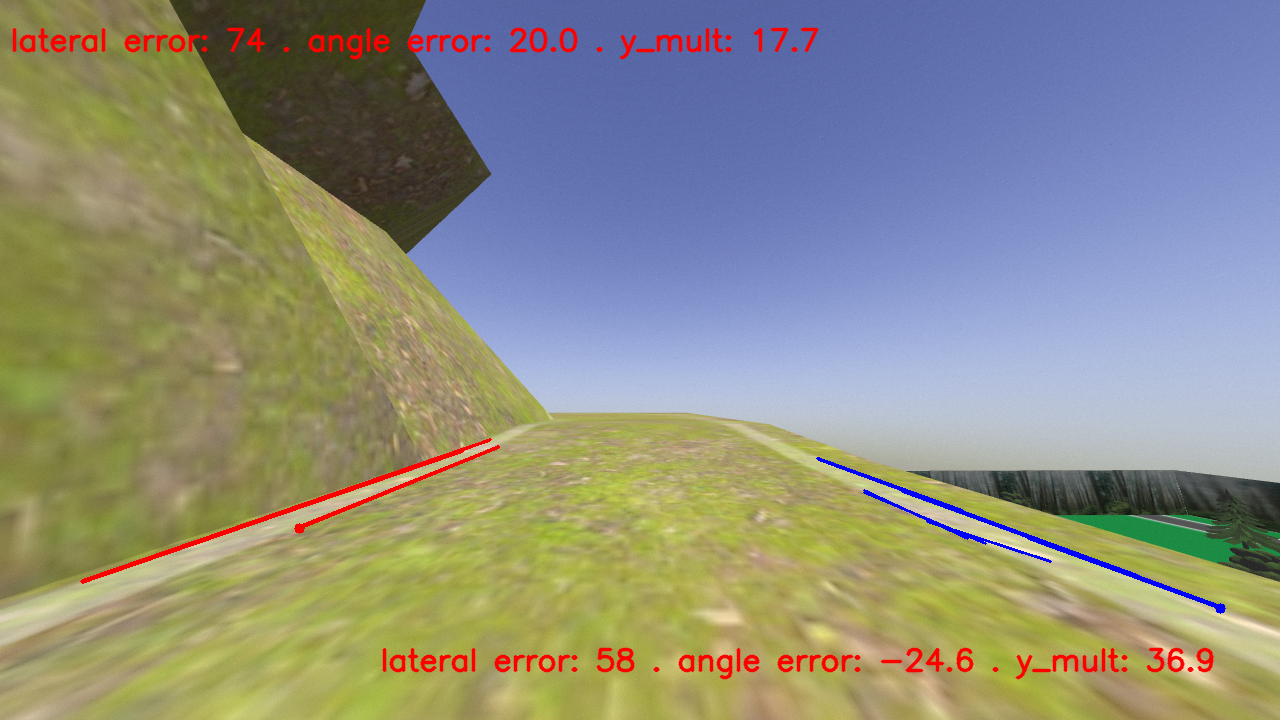 lateral error: 74 . angle error: 20.0 . y_mult: 17.7
lateral error: 58 . angle error: -24.6 . y_mult: 36.9